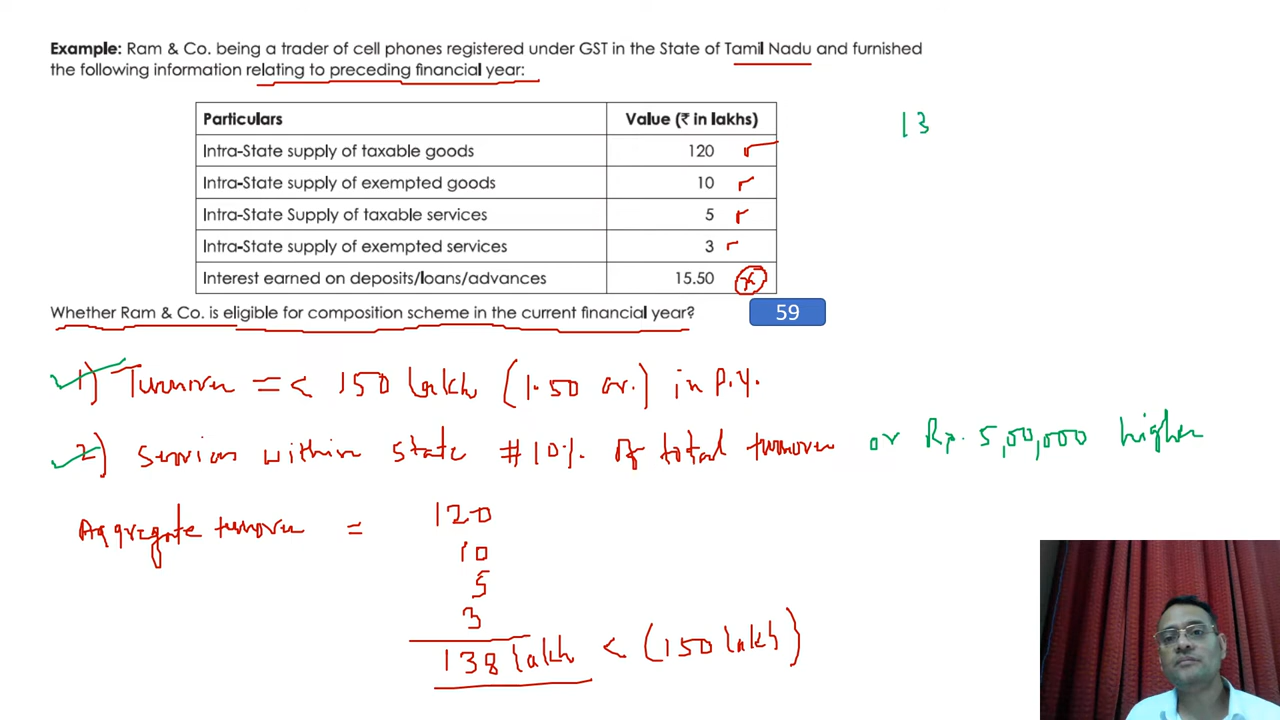 Example: Ram & Co. being a trader of cell phones registered under GST in the State of Tamil Nadu and furnished
the following information relating to preceding financial year:
13
Particulars Value (₹ in lakhs)
Intra-State supply of taxable goods 120
Intra-State supply of exempted goods 10
Intra-State Supply of taxable services 5
Intra-State supply of exempted services 3
Interest earned on deposits/loans/advances 15.50
Whether Ram & Co. is eligible for composition scheme in the current financial year? 59
1) Turnover = < 150 lakh (1.50 cr.) in P.Y.
2) Services within state # 10% of total turnover or Rp. 5,00,000 higher
Aggregate turnover = 120
10
5
3
138 lakh < (150 lakh)